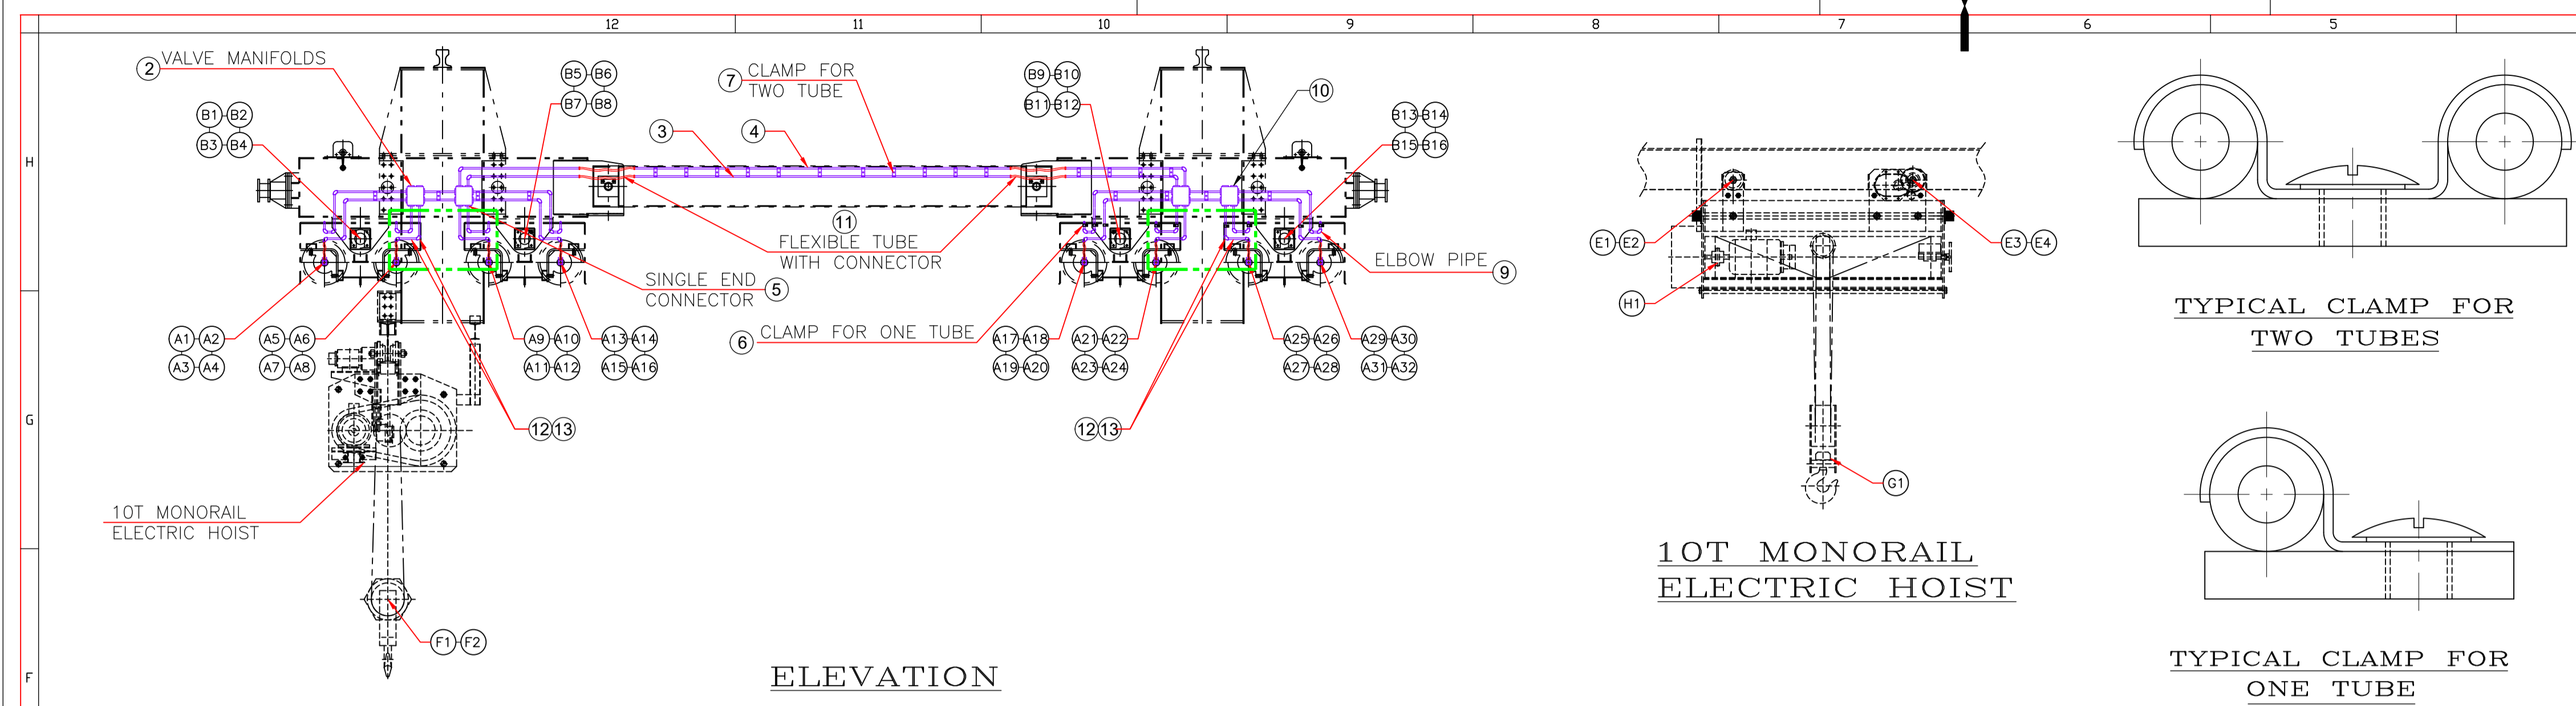 12 11 10 9 8 7 6 5
2 VALVE MANIFOLDS
B1 B2
B3 B4
B5 B6
B7 B8
7 CLAMP FOR
TWO TUBE
3
4
B9 B10
B11 B12
10
B13 B14
B15 B16
H
11
FLEXIBLE TUBE
WITH CONNECTOR
SINGLE END
CONNECTOR 5
ELBOW PIPE 9
6 CLAMP FOR ONE TUBE
A1 A2
A3 A4
A5 A6
A7 A8
A9 A10
A11 A12
A13 A14
A15 A16
A17 A18
A19 A20
A21 A22
A23 A24
A25 A26
A27 A28
A29 A30
A31 A32
G
12 13
12 13
10T MONORAIL
ELECTRIC HOIST
F1 F2
F
ELEVATION
E1 E2
E3 E4
H1
G1
10T MONORAIL
ELECTRIC HOIST
TYPICAL CLAMP FOR
TWO TUBES
TYPICAL CLAMP FOR
ONE TUBE